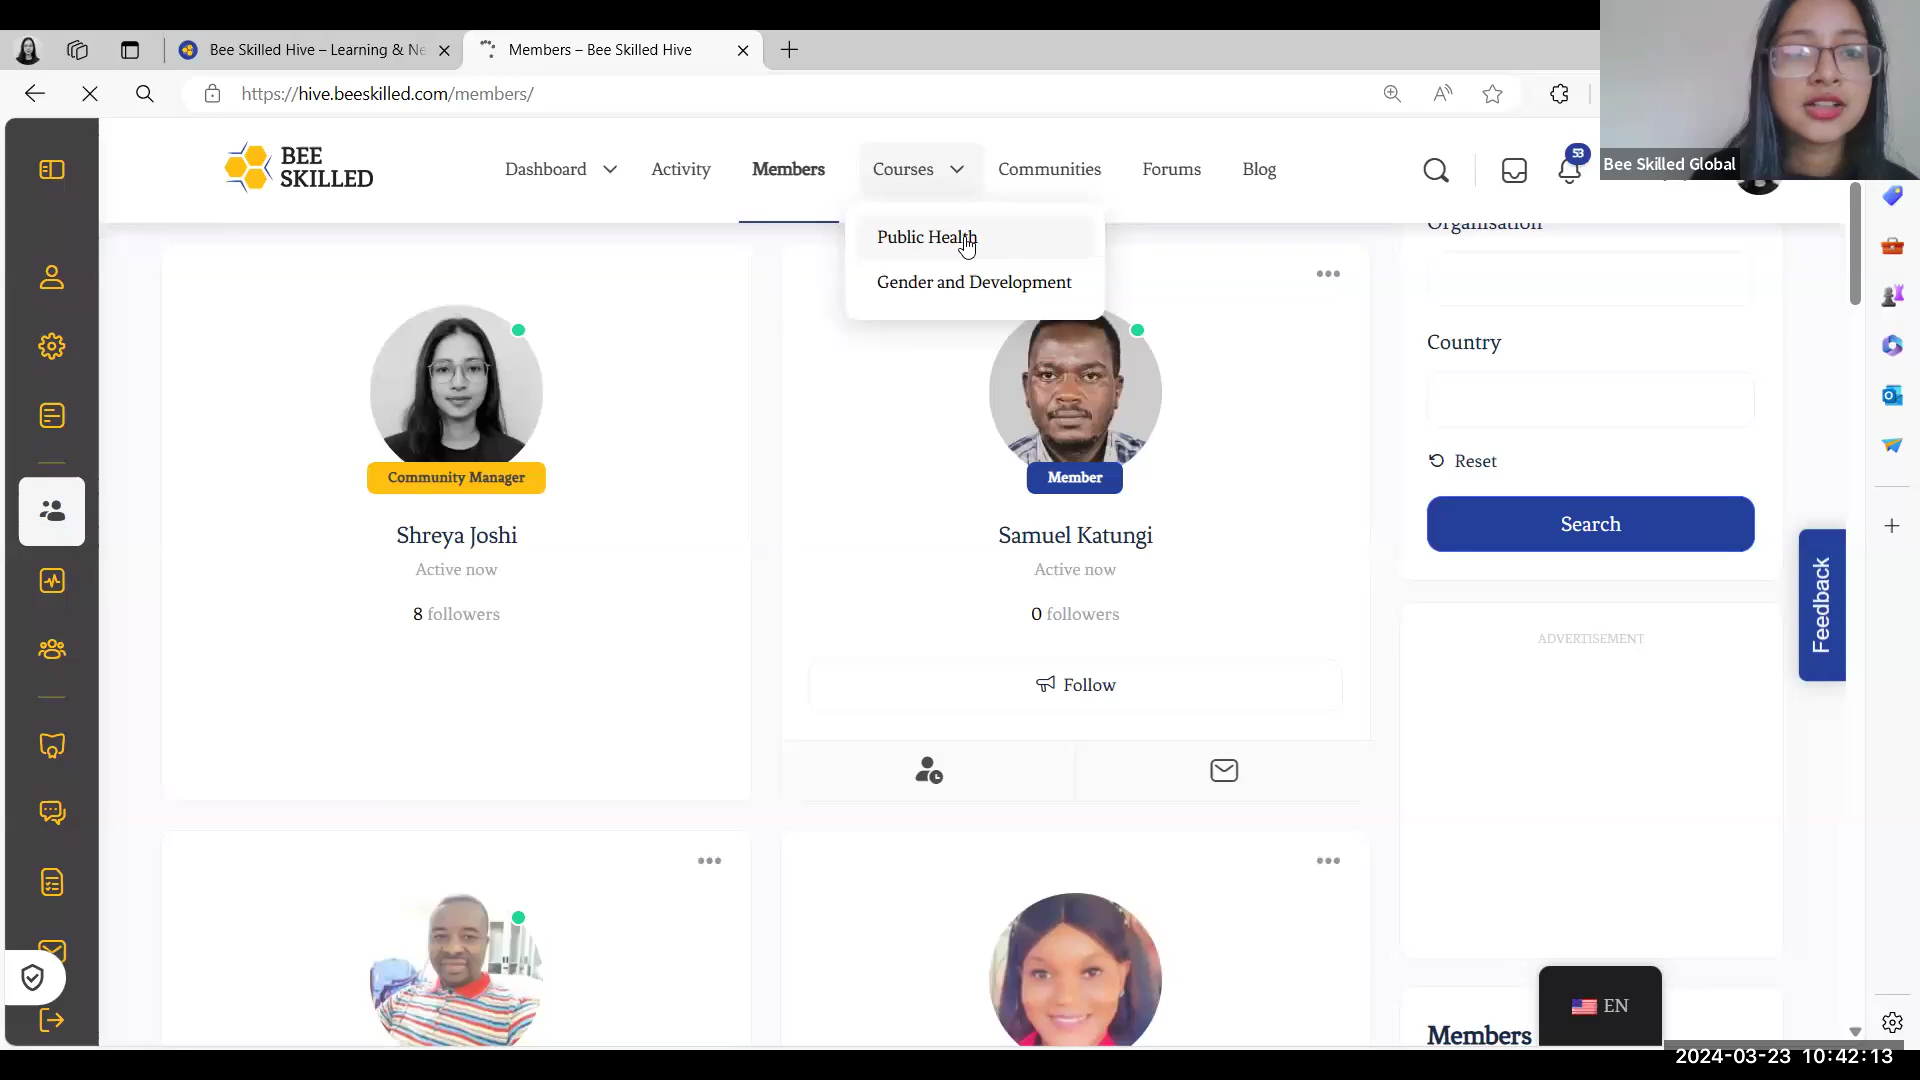 Bee Skilled Hive – Learning & Ne
Members – Bee Skilled Hive
https://hive.beeskilled.com/members/
BEE
SKILLED
Dashboard
Activity
Members
Courses
Communities
Forums
Blog
53
Bee Skilled Global
Public Health
Gender and Development
Organisation
Country
Reset
Search
Community Manager
Shreya Joshi
Active now
8 followers
Member
Samuel Katungi
Active now
0 followers
Follow
Feedback
ADVERTISEMENT
Members
EN
2024-03-23 10:42:13